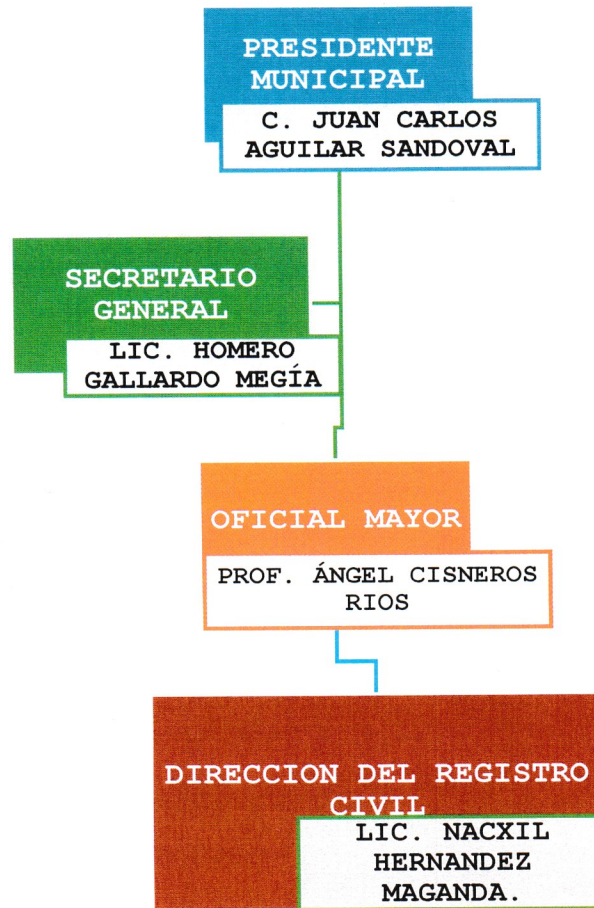 PRESIDENTE
MUNICIPAL
C. JUAN CARLOS
AGUILAR SANDOVAL
SECRETARIO
GENERAL
LIC. HOMERO
GALLARDO MEGÍA
OFICIAL MAYOR
PROF. ÁNGEL CISNEROS
RIOS
DIRECCION DEL REGISTRO
CIVIL
LIC. NACXIL
HERNANDEZ
MAGANDA.